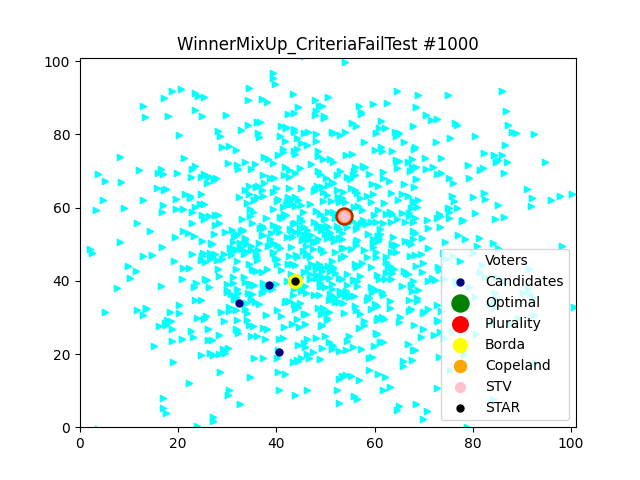 WinnerMixUp_CriteriaFailTest #1000
100
80
60
40
20
0
0
20
40
60
80
100
Voters
Candidates
Optimal
Plurality
Borda
Copeland
STV
STAR